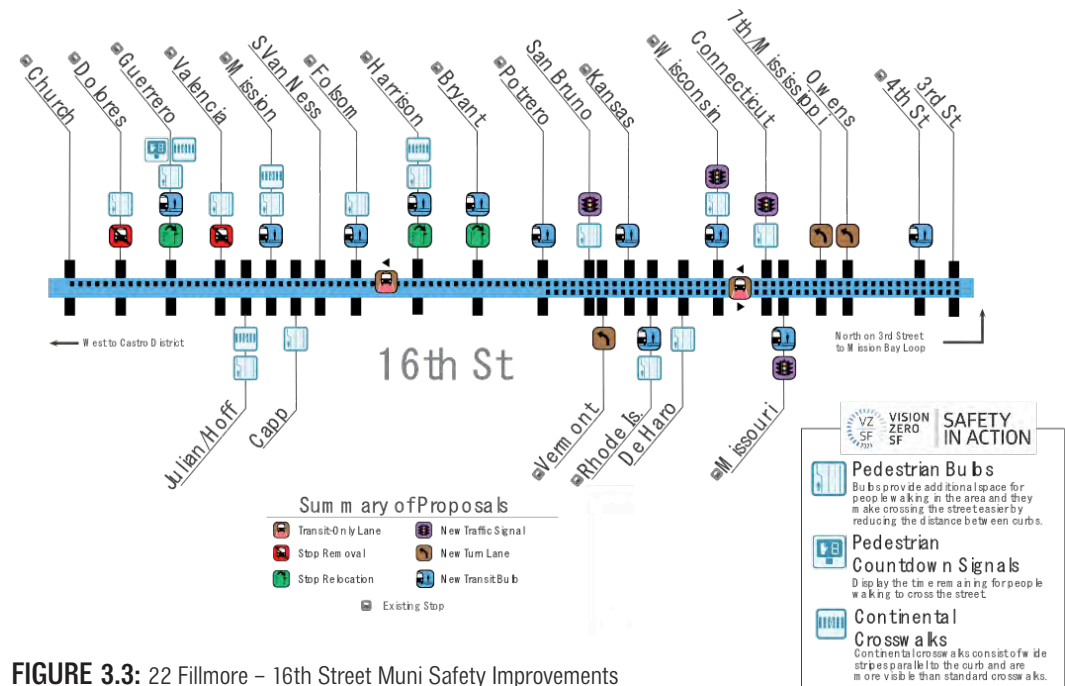 Church
Dolores
Guerrero
Valencia
Mission
S Van Ness
Folsom
Harrison
Bryant
Potrero
San Bruno
Kansas
Wisconsin
Connecticut
7th/Mississippi
Owens
4th St
3rd St
West to Castro District
North on 3rd Street
to Mission Bay Loop
16th St
Julian/Hoff
Capp
Vermont
Rhode Is.
De Haro
Missouri
Summary of Proposals
Transit-Only Lane
New Traffic Signal
Stop Removal
New Turn Lane
Stop Relocation
New Transit Bulb
Existing Stop
VZ
SF
VISION
ZERO
SF
SAFETY
IN ACTION
Pedestrian Bulbs
Bulbs provide additional space for
people walking in the area and they
make crossing the street easier by
reducing the distance between curbs.
Pedestrian
Countdown Signals
Display the time remaining for people
walking to cross the street.
Continental
Crosswalks
Continental crosswalks consist of wide
stripes parallel to the curb and are
more visible than standard crosswalks.
FIGURE 3.3: 22 Fillmore – 16th Street Muni Safety Improvements